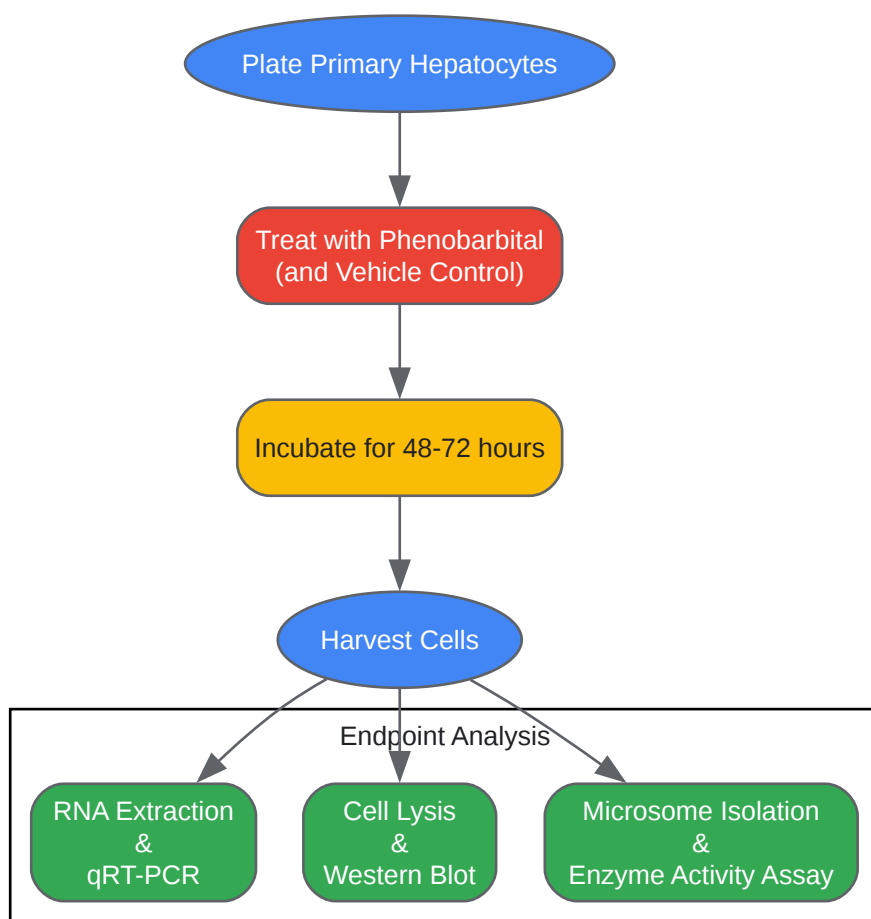 Plate Primary Hepatocytes
Treat with Phenobarbital
(and Vehicle Control)
Incubate for 48-72 hours
Harvest Cells
Endpoint Analysis
RNA Extraction
&
qRT-PCR
Cell Lysis
&
Western Blot
Microsome Isolation
&
Enzyme Activity Assay